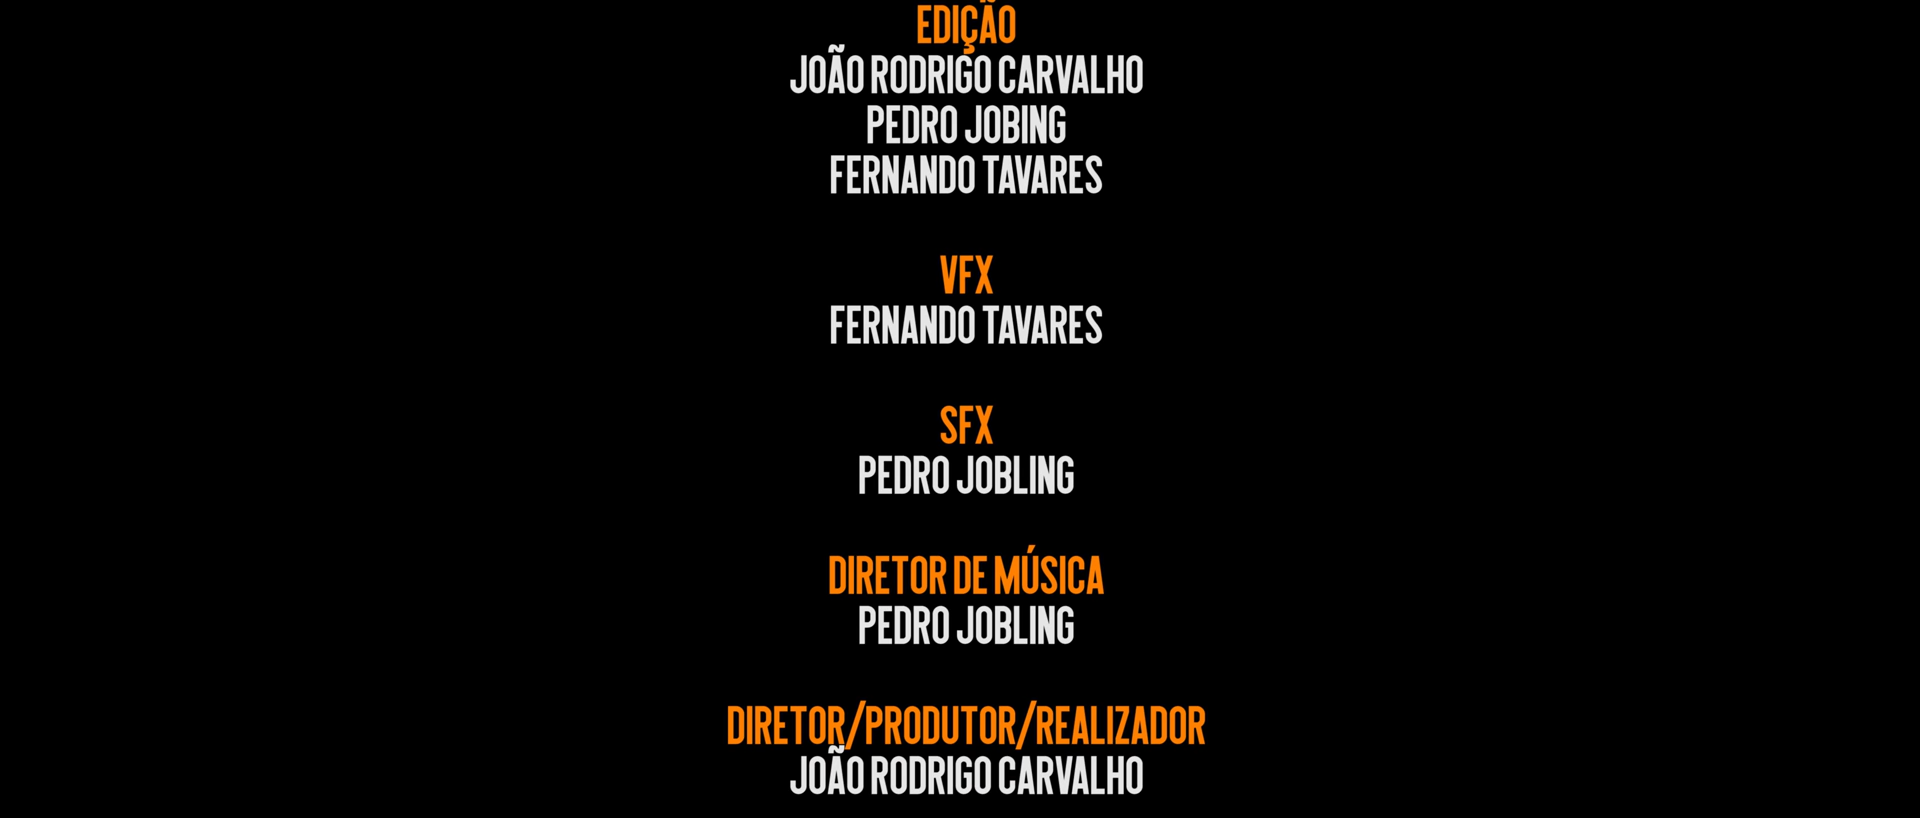 EDIÇÃO
JOÃO RODRIGO CARVALHO
PEDRO JOBING
FERNANDO TAVARES
VFX
FERNANDO TAVARES
SFX
PEDRO JOBLING
DIRETOR DE MÚSICA
PEDRO JOBLING
DIRETOR/PRODUTOR/REALIZADOR
JOÃO RODRIGO CARVALHO